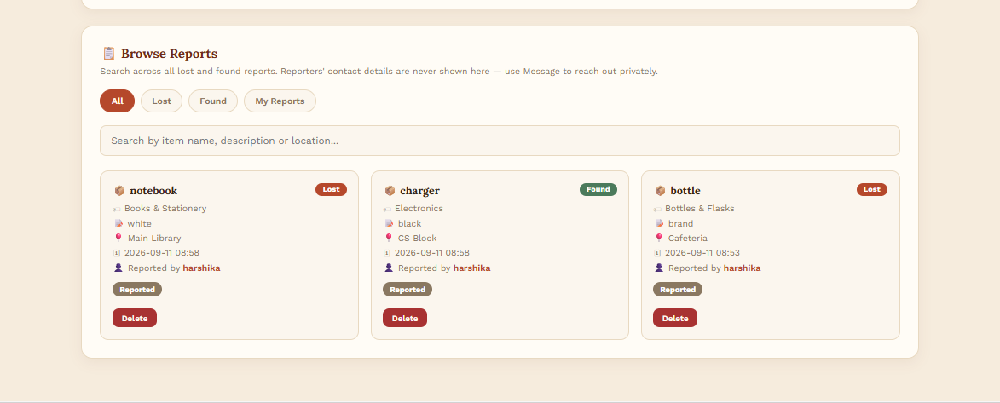 Browse Reports
Search across all lost and found reports. Reporters' contact details are never shown here — use Message to reach out privately.
All Lost Found My Reports
Search by item name, description or location...
notebook Lost
Books & Stationery
white
Main Library
2026-09-11 08:58
Reported by harshika
Reported
Delete
charger Found
Electronics
black
CS Block
2026-09-11 08:58
Reported by harshika
Reported
Delete
bottle Lost
Bottles & Flasks
brand
Cafeteria
2026-09-11 08:53
Reported by harshika
Reported
Delete